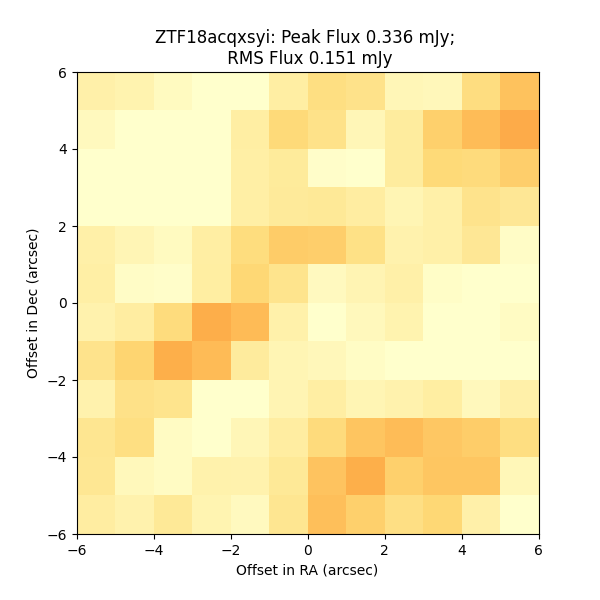 ZTF18acqxsyi: Peak Flux 0.336 mJy;
RMS Flux 0.151 mJy
6
4
2
0
−2
−4
−6
Offset in Dec (arcsec)
−6 −4 −2 0 2 4 6
Offset in RA (arcsec)